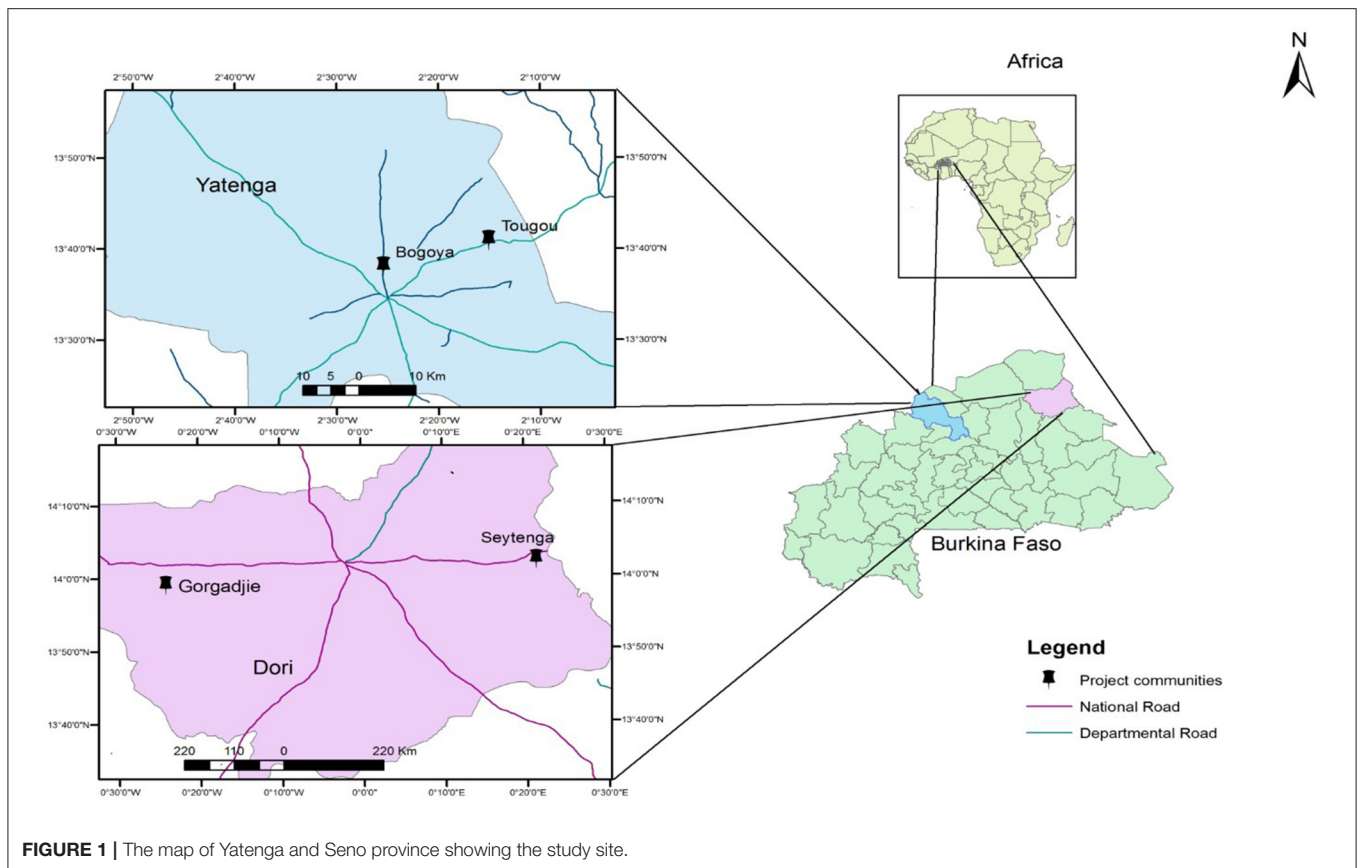 Africa
N
2°50'0"W 2°40'0"W 2°30'0"W 2°20'0"W 2°10'0"W
13°50'0"N 13°50'0"N
Yatenga
Tougou
13°40'0"N 13°40'0"N
Bogoya
13°30'0"N 13°30'0"N
10 5 0 10 Km
2°50'0"W 2°40'0"W 2°30'0"W 2°20'0"W 2°10'0"W
0°30'0"W 0°20'0"W 0°10'0"W 0°0'0"E 0°10'0"E 0°20'0"E 0°30'0"E
14°10'0"N 14°10'0"N
Seytenga
14°0'0"N 14°0'0"N
Gorgadjie
13°50'0"N 13°50'0"N
Dori
13°40'0"N 13°40'0"N
220 110 0 220 Km
0°30'0"W 0°20'0"W 0°10'0"W 0°0'0" 0°10'0"E 0°20'0"E 0°30'0"E
Burkina Faso
Legend
Project communities
National Road
Departmental Road
FIGURE 1 | The map of Yatenga and Seno province showing the study site.